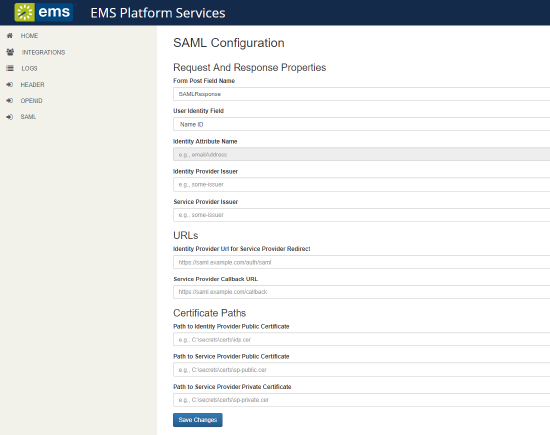 ems EMS Platform Services
HOME
INTEGRATIONS
LOGS
HEADER
OPENID
SAML
SAML Configuration
Request And Response Properties
Form Post Field Name
SAMLResponse
User Identity Field
Name ID
Identity Attribute Name
e.g., emailAddress
Identity Provider Issuer
e.g., some-issuer
Service Provider Issuer
e.g., some-issuer
URLs
Identity Provider Url for Service Provider Redirect
https://saml.example.com/auth/saml
Service Provider Callback URL
https://saml.example.com/callback
Certificate Paths
Path to Identity Provider Public Certificate
e.g., C:\secrets\certs\idp.cer
Path to Service Provider Public Certificate
e.g., C:\secrets\certs\sp-public.cer
Path to Service Provider Private Certificate
e.g., C:\secrets\certs\sp-private.cer
Save Changes